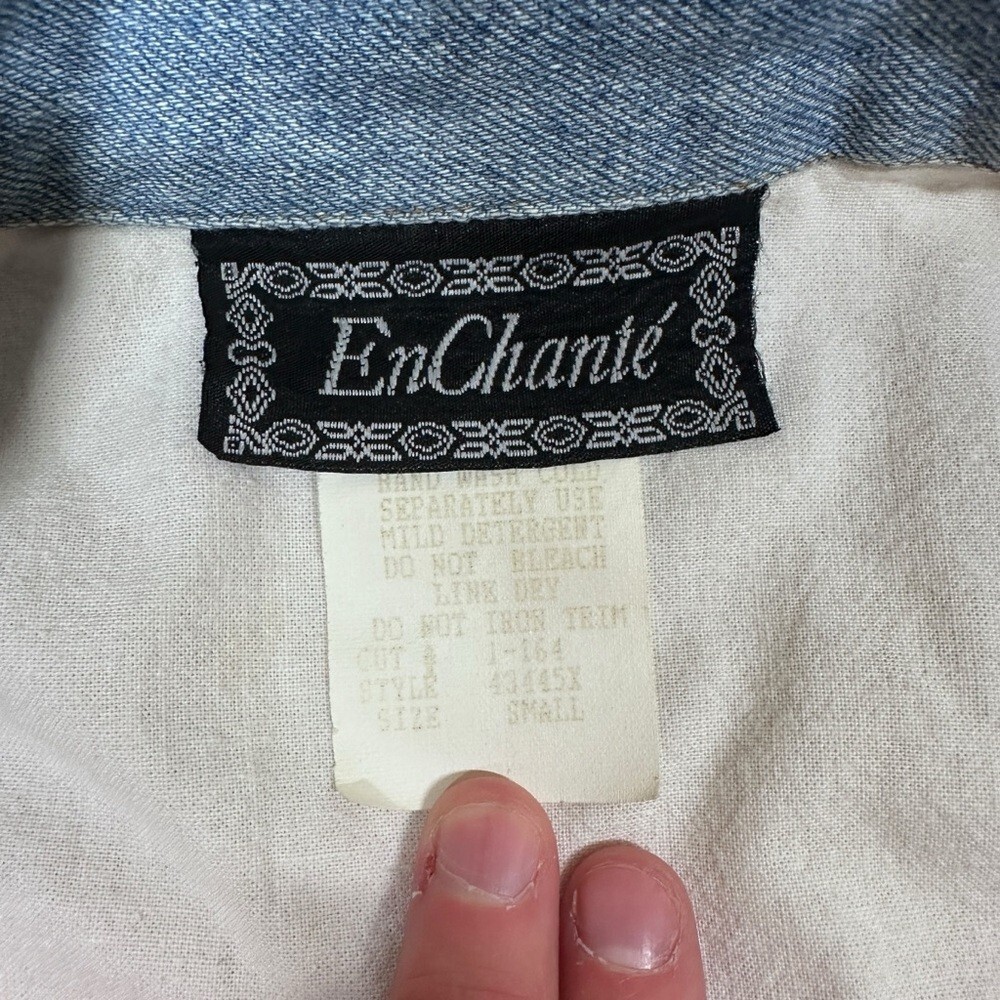 EnChanté
HAND WASH COLD
SEPARATELY USE
MILD DETERGENT
DO NOT BLEACH
LINE DRY
DO NOT IRON TRIM
CUT # 1-164
STYLE 43445X
SIZE SMALL